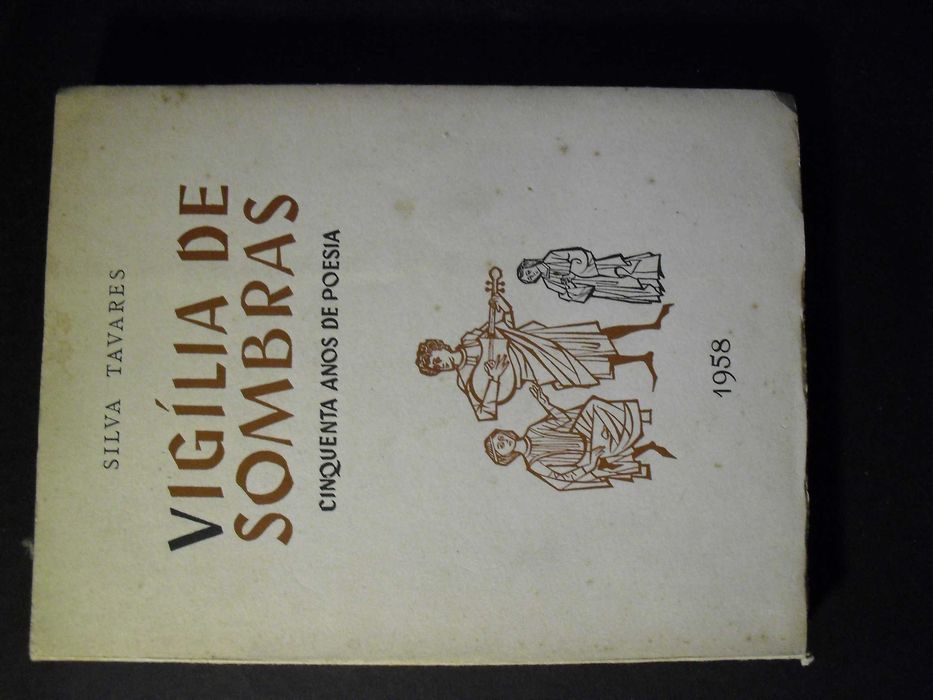 SILVA TAVARES
VIGÍLIA DE
SOMBRAS
CINQUENTA ANOS DE POESIA
1958